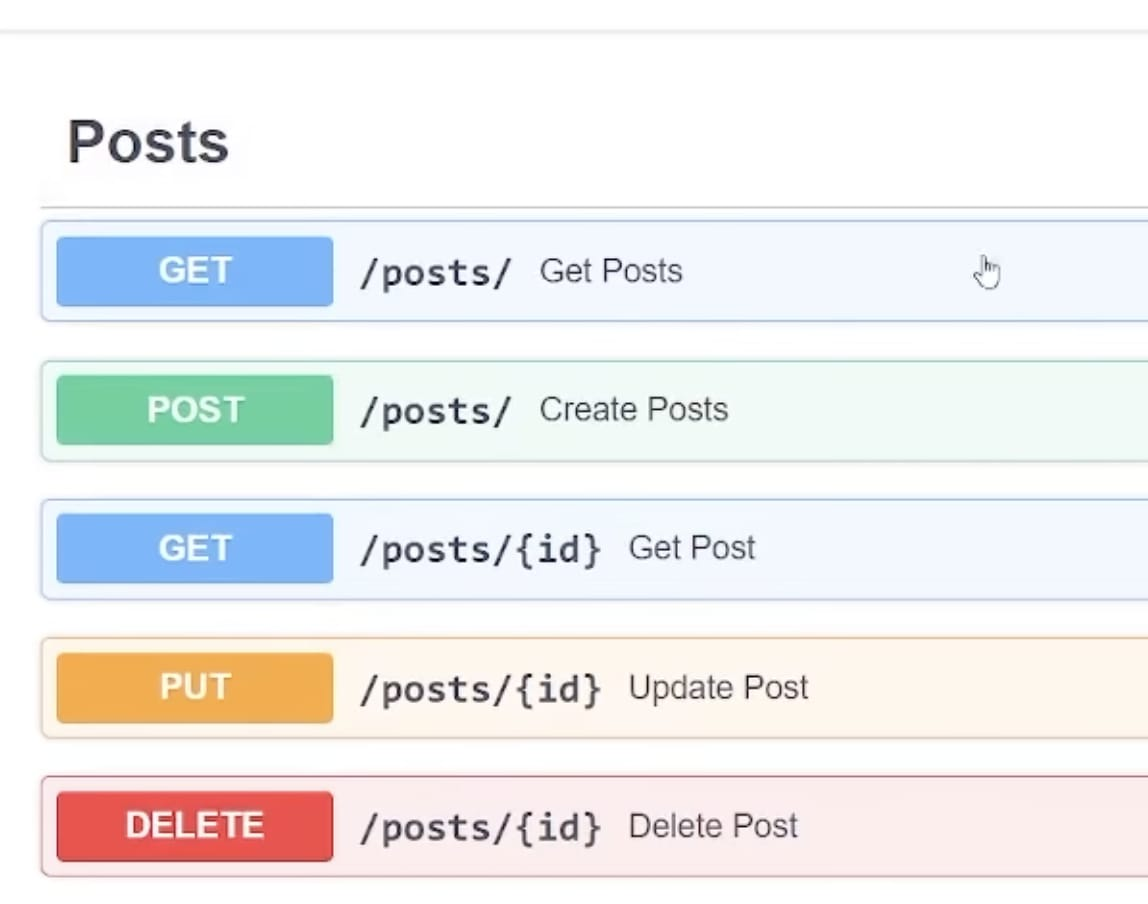 Posts
GET /posts/ Get Posts
POST /posts/ Create Posts
GET /posts/{id} Get Post
PUT /posts/{id} Update Post
DELETE /posts/{id} Delete Post